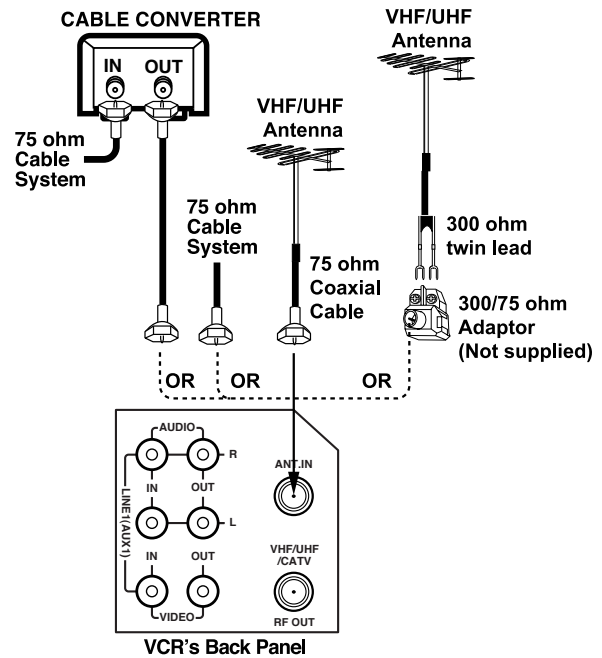 CABLE CONVERTER
IN
OUT
75 ohm
Cable
System
75 ohm
Cable
System
VHF/UHF
Antenna
75 ohm
Coaxial
Cable
VHF/UHF
Antenna
300 ohm
twin lead
300/75 ohm
Adaptor
(Not supplied)
OR
OR
OR
AUDIO
R
IN
OUT
L
LINE1(AUX1)
IN
OUT
VIDEO
ANT.IN
VHF/UHF
/CATV
RF OUT
VCR's Back Panel